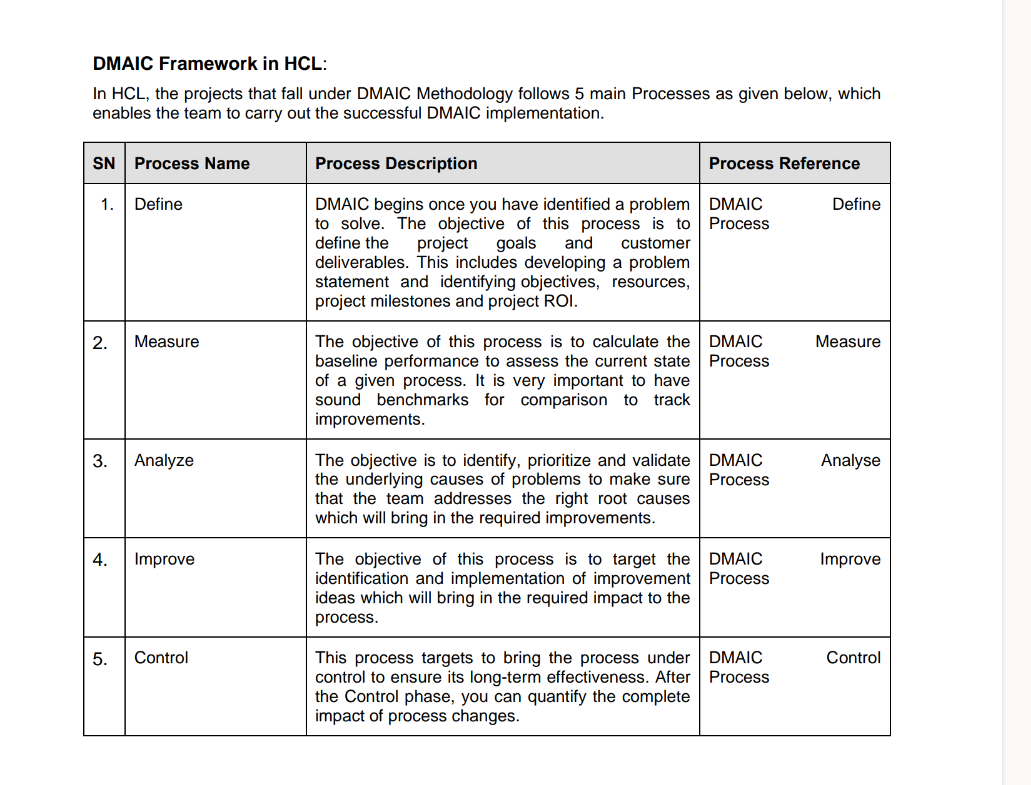 DMAIC Framework in HCL:
In HCL, the projects that fall under DMAIC Methodology follows 5 main Processes as given below, which
enables the team to carry out the successful DMAIC implementation.
SN Process Name Process Description Process Reference
1. Define
DMAIC begins once you have identified a problem
to solve. The objective of this process is to
define the project goals and customer
deliverables. This includes developing a problem
statement and identifying objectives, resources,
project milestones and project ROI.
DMAIC Define
Process
2. Measure
The objective of this process is to calculate the
baseline performance to assess the current state
of a given process. It is very important to have
sound benchmarks for comparison to track
improvements.
DMAIC Measure
Process
3. Analyze
The objective is to identify, prioritize and validate
the underlying causes of problems to make sure
that the team addresses the right root causes
which will bring in the required improvements.
DMAIC Analyse
Process
4. Improve
The objective of this process is to target the
identification and implementation of improvement
ideas which will bring in the required impact to the
process.
DMAIC Improve
Process
5. Control
This process targets to bring the process under
control to ensure its long-term effectiveness. After
the Control phase, you can quantify the complete
impact of process changes.
DMAIC Control
Process